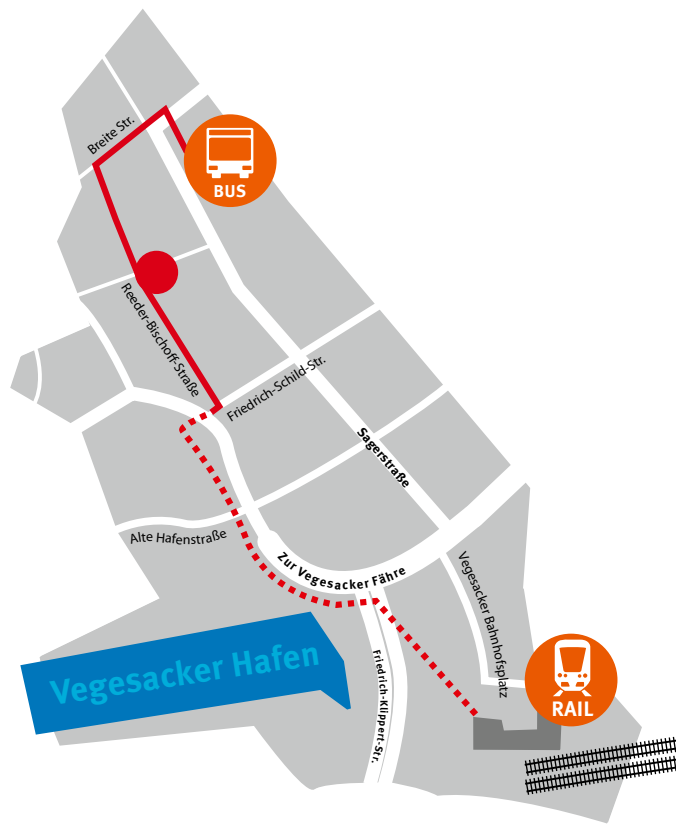 Breite Str.
BUS
Reeder-Bischoff-Straße
Friedrich-Schild-Str.
Sagerstraße
Alte Hafenstraße
Zur Vegesacker Fähre
Vegesacker Bahnhofsplatz
Vegesacker Hafen
Friedrich-Klippert-Str.
RAIL